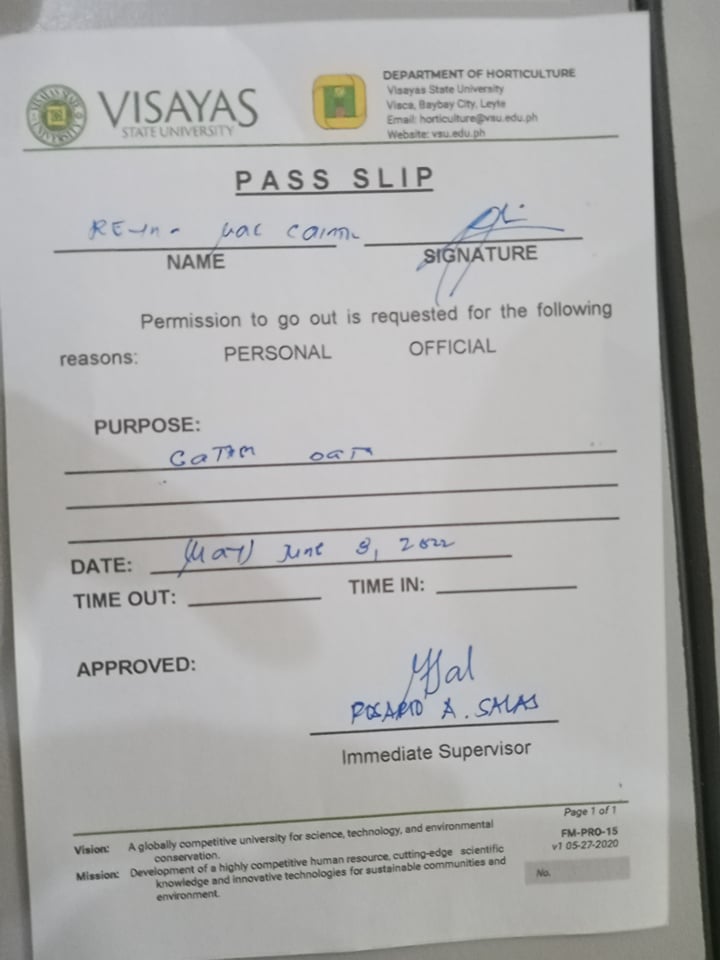 VISAYAS
STATE UNIVERSITY
DEPARTMENT OF HORTICULTURE
Visayas State University
Visca, Baybay City, Leyte
Email: horticulture@vsu.edu.ph
Website: vsu.edu.ph
PASS SLIP
NAME
SIGNATURE
Permission to go out is requested for the following
reasons: PERSONAL OFFICIAL
PURPOSE:
DATE: (May) June 8, 2022
TIME OUT: TIME IN:
APPROVED:
ROSARIO A. SALAS
Immediate Supervisor
Page 1 of 1
FM-PRO-15
v1 05-27-2020
No.
Vision: A globally competitive university for science, technology, and environmental
conservation.
Mission: Development of a highly competitive human resource, cutting-edge scientific
knowledge and innovative technologies for sustainable communities and
environment.